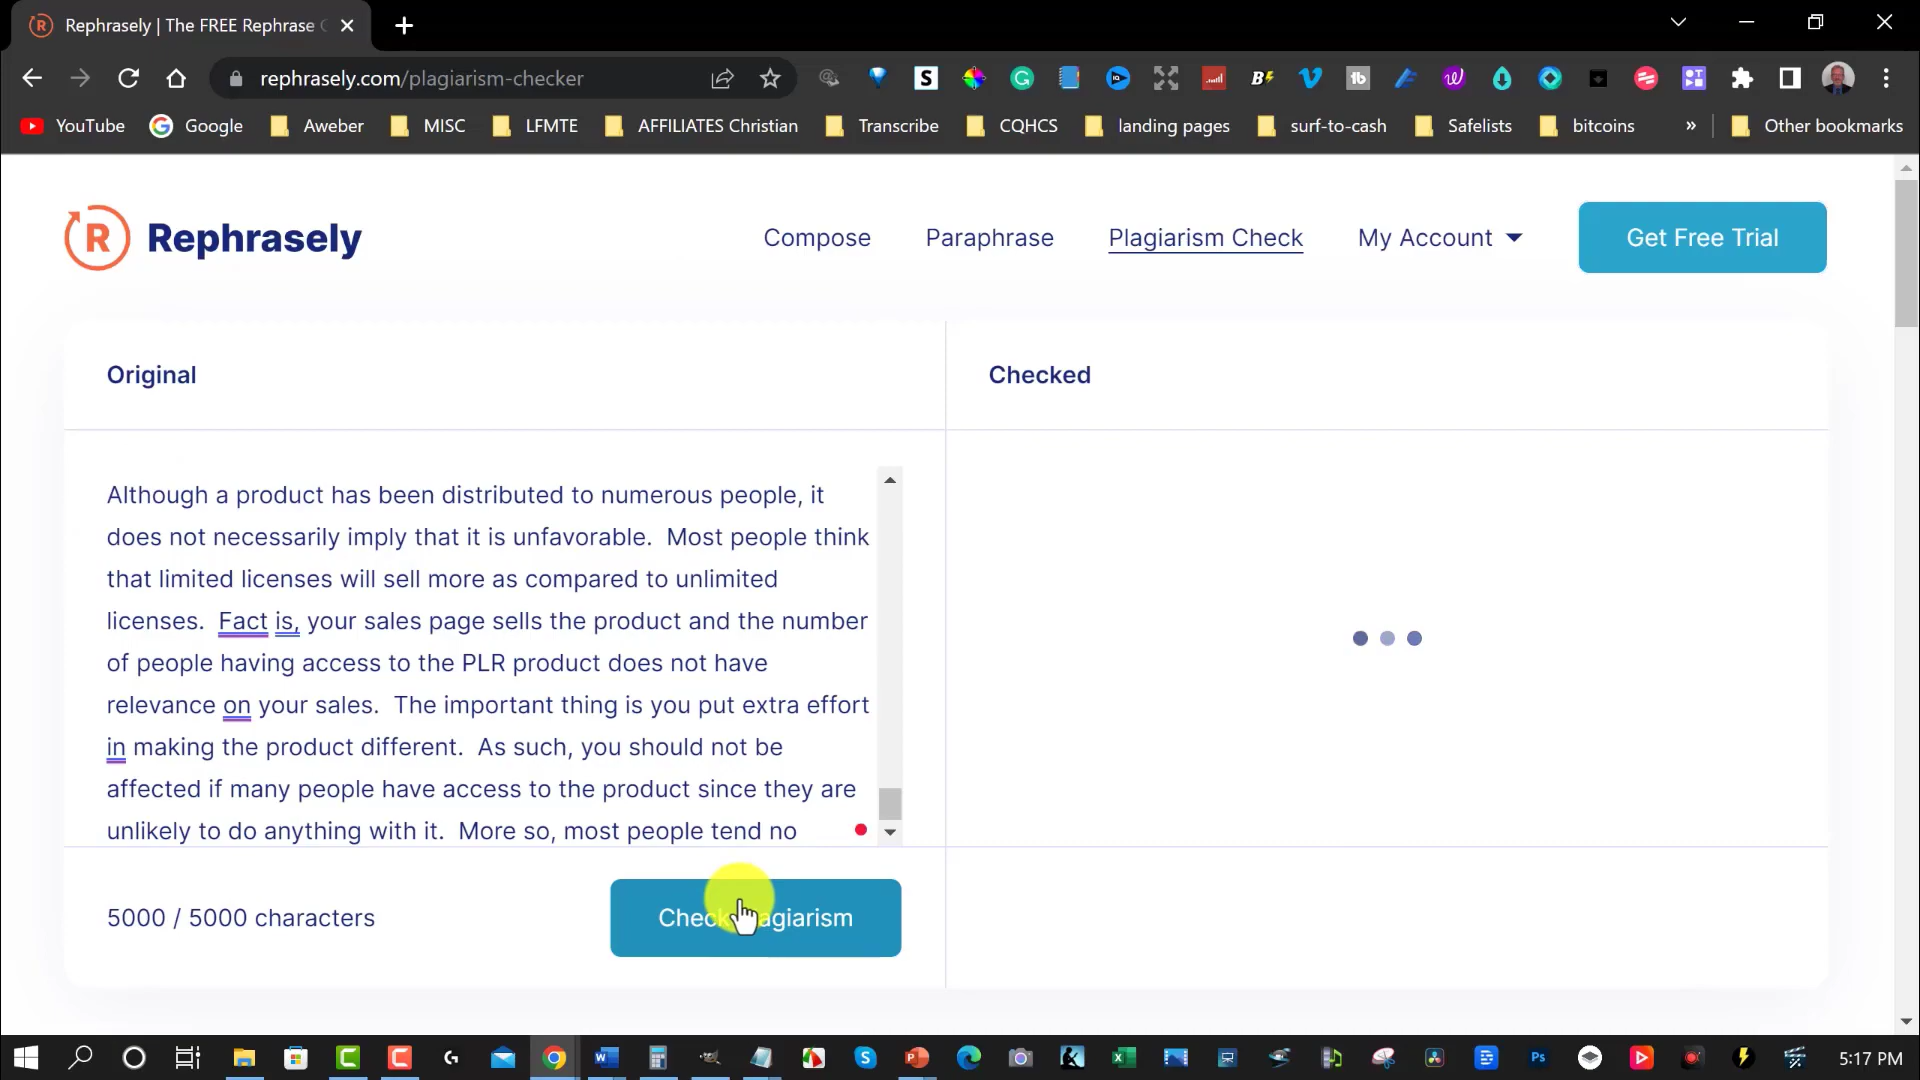 Rephrasely | The FREE Rephrase
rephrasely.com/plagiarism-checker
YouTube Google Aweber MISC LFMTE AFFILIATES Christian Transcribe CQHCS landing pages surf-to-cash Safelists bitcoins » Other bookmarks
R Rephrasely Compose Paraphrase Plagiarism Check My Account Get Free Trial
Original Checked
Although a product has been distributed to numerous people, it
does not necessarily imply that it is unfavorable. Most people think
that limited licenses will sell more as compared to unlimited
licenses. Fact is, your sales page sells the product and the number
of people having access to the PLR product does not have
relevance on your sales. The important thing is you put extra effort
in making the product different. As such, you should not be
affected if many people have access to the product since they are
unlikely to do anything with it. More so, most people tend no
5000 / 5000 characters
5:17 PM